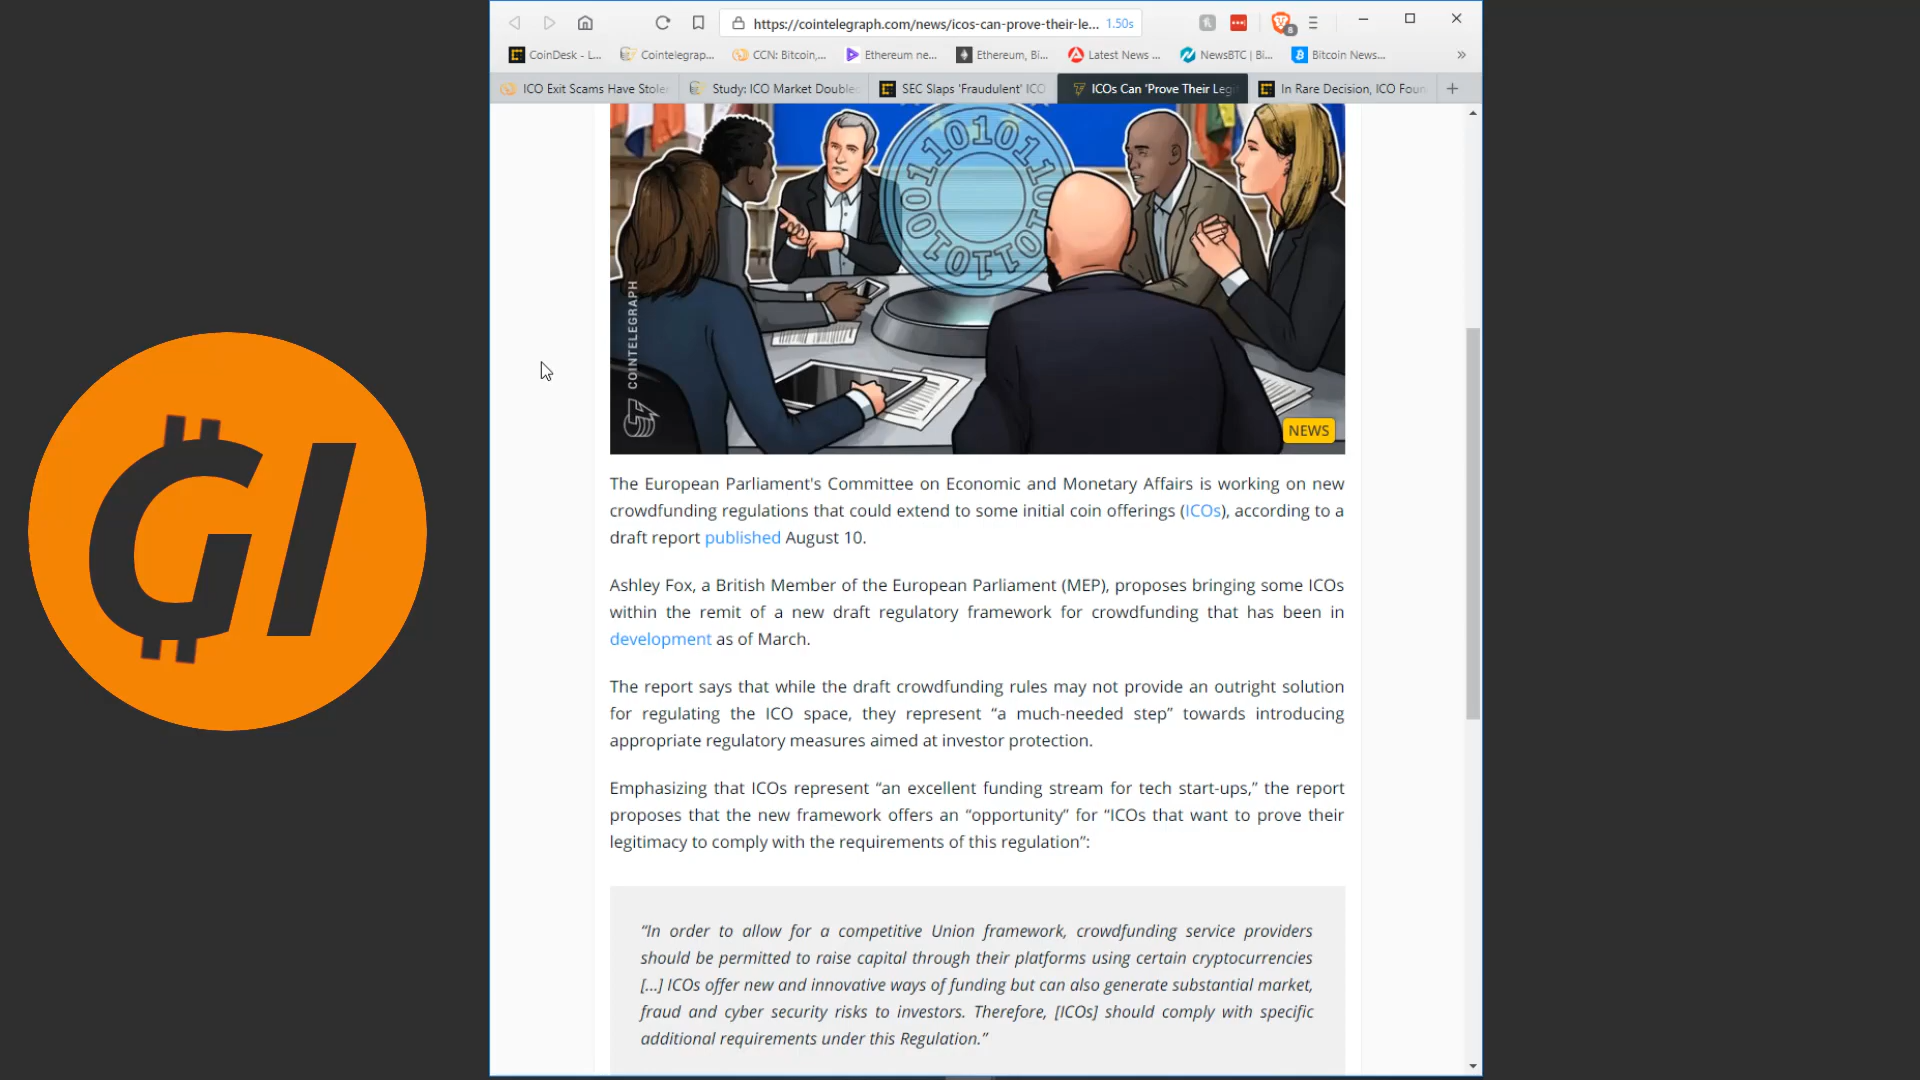 https://cointelegraph.com/news/icos-can-prove-their-le... 1.50s
8
CoinDesk - L... Cointelegrap... CCN: Bitcoin,... Ethereum ne... Ethereum, Bi... Latest News ... NewsBTC | Bi... Bitcoin News... »
ICO Exit Scams Have Stole Study: ICO Market Double SEC Slaps 'Fraudulent' ICO ICOs Can 'Prove Their Legi In Rare Decision, ICO Foun
GI
COINTELEGRAPH
NEWS
The European Parliament's Committee on Economic and Monetary Affairs is working on new
crowdfunding regulations that could extend to some initial coin offerings (ICOs), according to a
draft report published August 10.
Ashley Fox, a British Member of the European Parliament (MEP), proposes bringing some ICOs
within the remit of a new draft regulatory framework for crowdfunding that has been in
development as of March.
The report says that while the draft crowdfunding rules may not provide an outright solution
for regulating the ICO space, they represent “a much-needed step” towards introducing
appropriate regulatory measures aimed at investor protection.
Emphasizing that ICOs represent “an excellent funding stream for tech start-ups,” the report
proposes that the new framework offers an “opportunity” for “ICOs that want to prove their
legitimacy to comply with the requirements of this regulation”:
“In order to allow for a competitive Union framework, crowdfunding service providers
should be permitted to raise capital through their platforms using certain cryptocurrencies
[...] ICOs offer new and innovative ways of funding but can also generate substantial market,
fraud and cyber security risks to investors. Therefore, [ICOs] should comply with specific
additional requirements under this Regulation.”